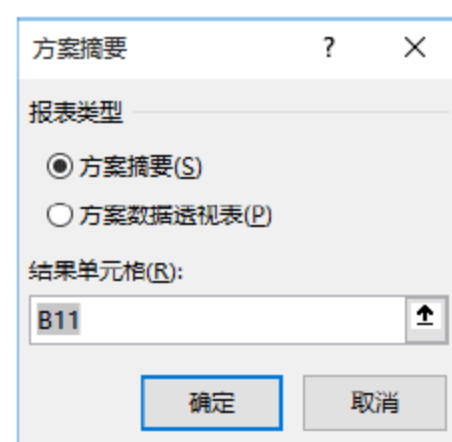 方案摘要 ?
报表类型
方案摘要(S)
方案数据透视表(P)
结果单元格(R):
B11
确定 取消